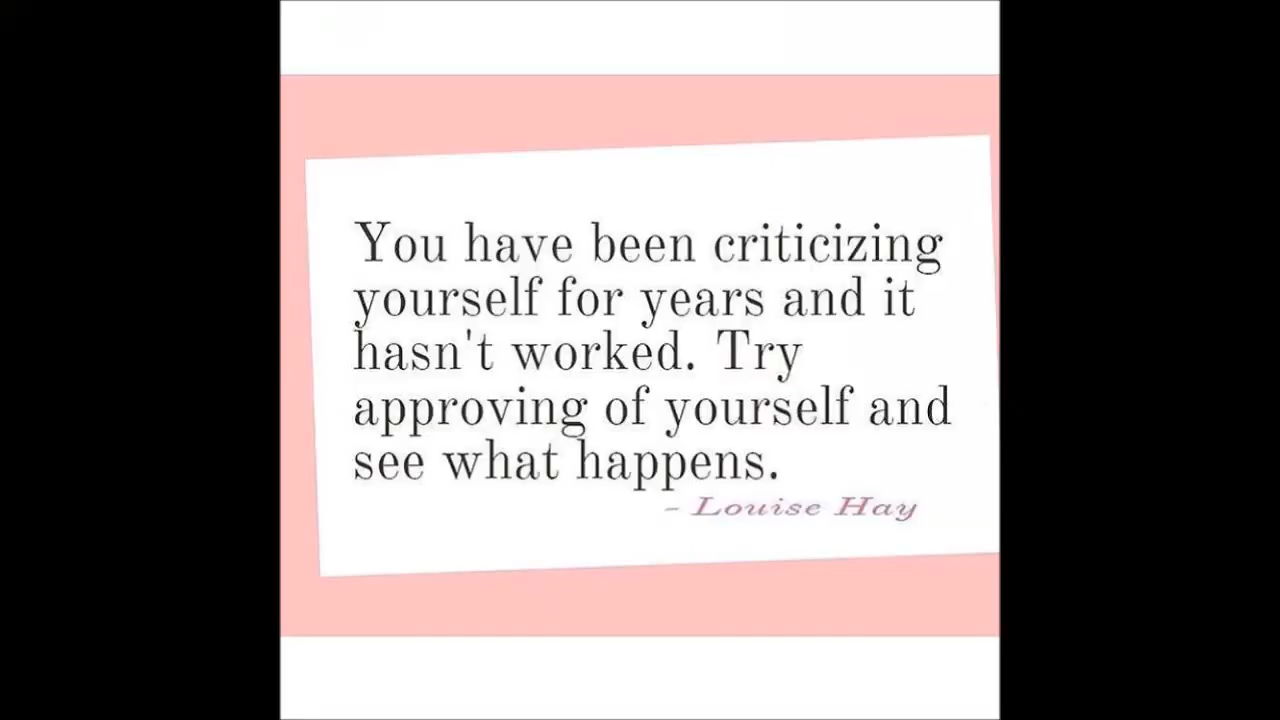 You have been criticizing
yourself for years and it
hasn't worked. Try
approving of yourself and
see what happens.
- Louise Hay